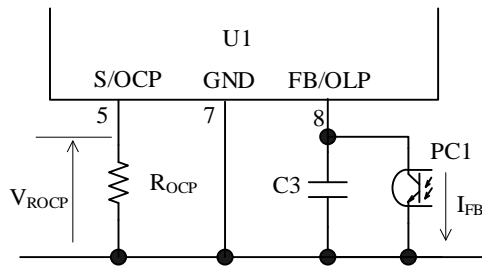 U1
S/OCP GND FB/OLP
5 7 8
PC1
VROCP ROCP C3 IFB